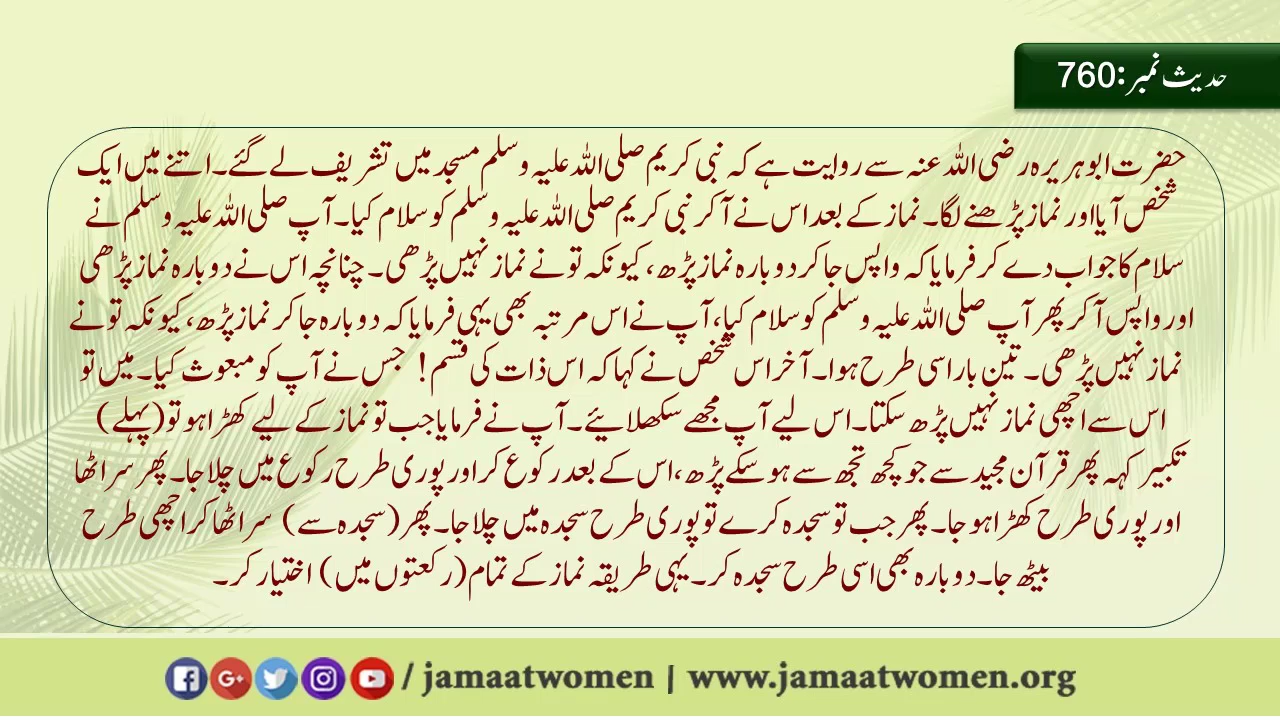 حدیث نمبر:760
حضرت ابو ہریرہ رضی اللہ عنہ سے روایت ہے کہ نبی کریم صلی اللہ علیہ وسلم مسجد میں تشریف لے گئے۔ اتنے میں ایک
شخص آیا اور نماز پڑھنے لگا۔ نماز کے بعد اس نے آکر نبی کریم صلی اللہ علیہ وسلم کو سلام کیا۔ آپ صلی اللہ علیہ وسلم نے
سلام کا جواب دے کر فرمایا کہ واپس جا کر دوبارہ نماز پڑھ، کیونکہ تو نے نماز نہیں پڑھی۔ چنانچہ اس نے دوبارہ نماز پڑھی
اور واپس آکر پھر آپ صلی اللہ علیہ وسلم کو سلام کیا، آپ نے اس مرتبہ بھی یہی فرمایا کہ دوبارہ جا کر نماز پڑھ، کیونکہ تو نے
نماز نہیں پڑھی۔ تین بار اسی طرح ہوا۔ آخر اس شخص نے کہا کہ اس ذات کی قسم! جس نے آپ کو مبعوث کیا۔ میں تو
اس سے اچھی نماز نہیں پڑھ سکتا۔ اس لیے آپ مجھے سکھلائیے۔ آپ نے فرمایا جب تو نماز کے لیے کھڑا ہو تو (پہلے)
تکبیر کہہ پھر قرآن مجید سے جو کچھ تجھ سے ہو سکے پڑھ، اس کے بعد رکوع کر اور پوری طرح رکوع میں چلا جا۔ پھر سر اٹھا
اور پوری طرح کھڑا ہو جا۔ پھر جب تو سجدہ کرے تو پوری طرح سجدہ میں چلا جا۔ پھر (سجدہ سے) سر اٹھا کر اچھی طرح
بیٹھ جا۔ دوبارہ بھی اسی طرح سجدہ کر۔ یہی طریقہ نماز کے تمام (رکعتوں میں) اختیار کر۔
/ jamaatwomen | www.jamaatwomen.org